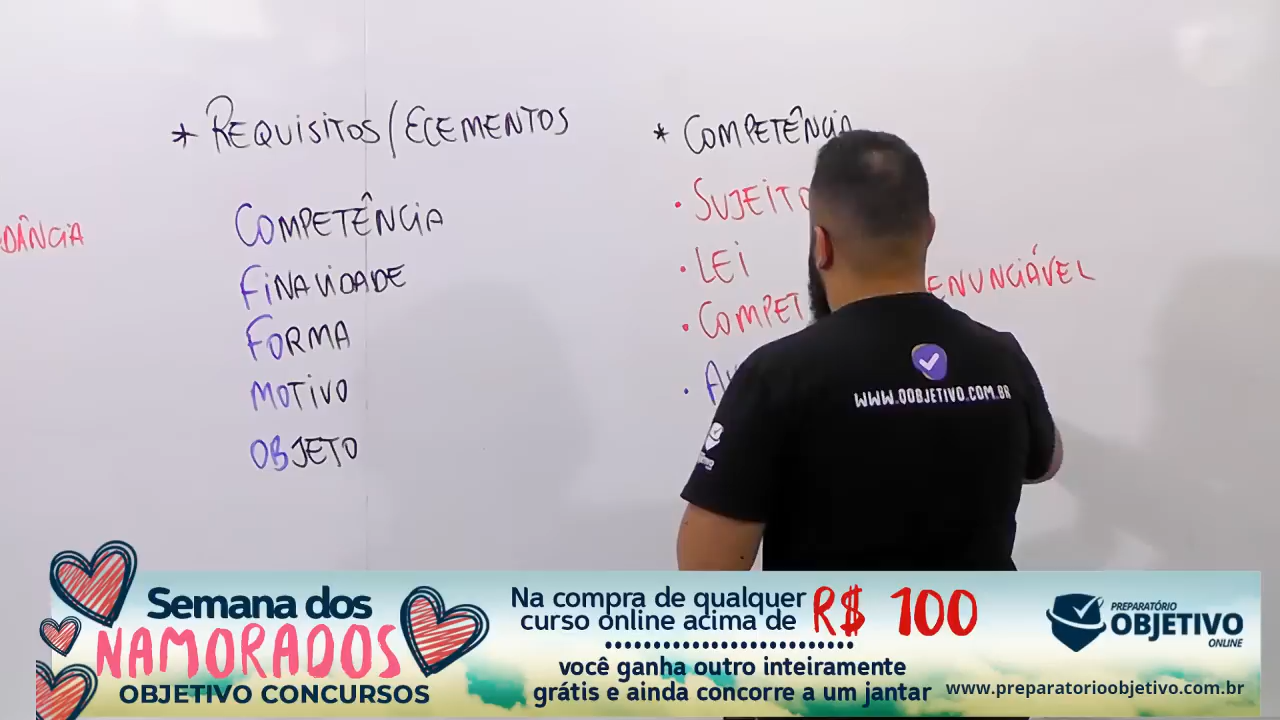 * REQUISITOS/ELEMENTOS
COMPETÊNCIA
FINALIDADE
FORMA
MOTIVO
OBJETO
DÂNCIA
* COMPETÊNCIA
• SUJEITO
• LEI
• COMPET ENUNCIÁVEL
• AV
WWW.OOBJETIVO.COM.BR
Semana dos
NAMORADOS
OBJETIVO CONCURSOS
Na compra de qualquer
curso online acima de R$ 100
você ganha outro inteiramente
grátis e ainda concorre a um jantar
PREPARATÓRIO
OBJETIVO
ONLINE
www.preparatorioobjetivo.com.br